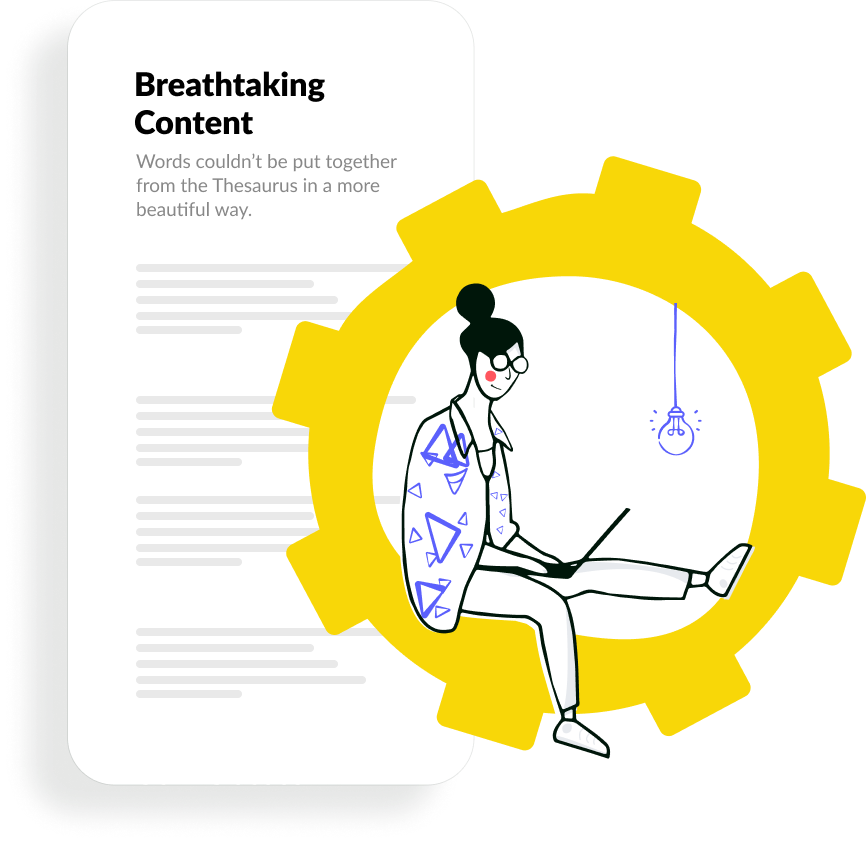 Breathtaking
Content
Words couldn't be put together
from the Thesaurus in a more
beautiful way.